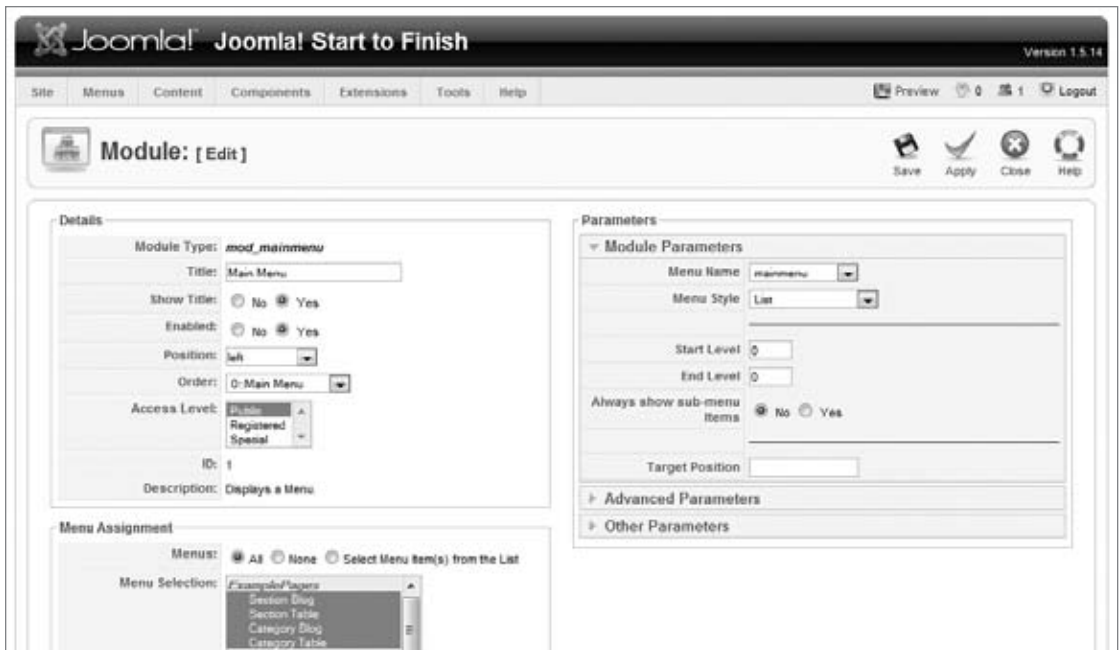 Joomla! Joomla! Start to Finish
Version 1.5.14
Site Menus Content Components Extensions Tools Help
Preview 0 1 Logout
Module: [Edit]
Save Apply Close Help
Details
Module Type: mod_mainmenu
Title: Main Menu
Show Title: No Yes
Enabled: No Yes
Position: left
Order: 0::Main Menu
Access Level: Public
Registered
Special
ID: 1
Description: Displays a Menu.
Parameters
Module Parameters
Menu Name mainmenu
Menu Style List
Start Level 0
End Level 0
Always show sub-menu
Items No Yes
Target Position
Advanced Parameters
Other Parameters
Menu Assignment
Menus: All None Select Menu Item(s) from the List
Menu Selection: ExamplePages
Section Blog
Section Table
Category Blog
Category Table